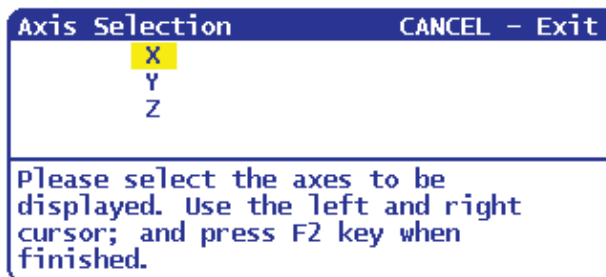 Axis Selection CANCEL - Exit
X
Y
Z
Please select the axes to be
displayed. Use the left and right
cursor; and press F2 key when
finished.